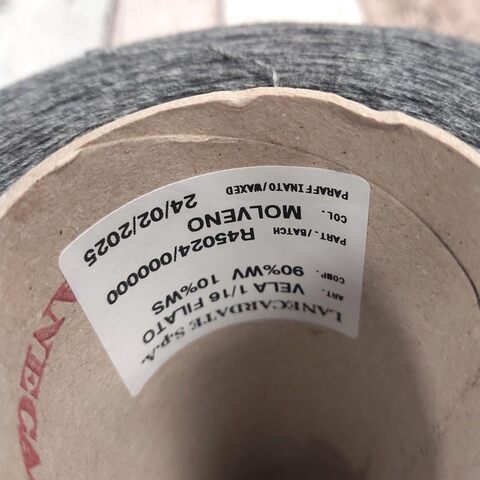 LANECARDATE S.p.A.
ART. VELA 1/16 FILATO
COMP. 90%WV 10%WS
PART./BATCH R45024/000000
COL. MOLVENO
PARAFFINATO/WAXED 24/02/2025